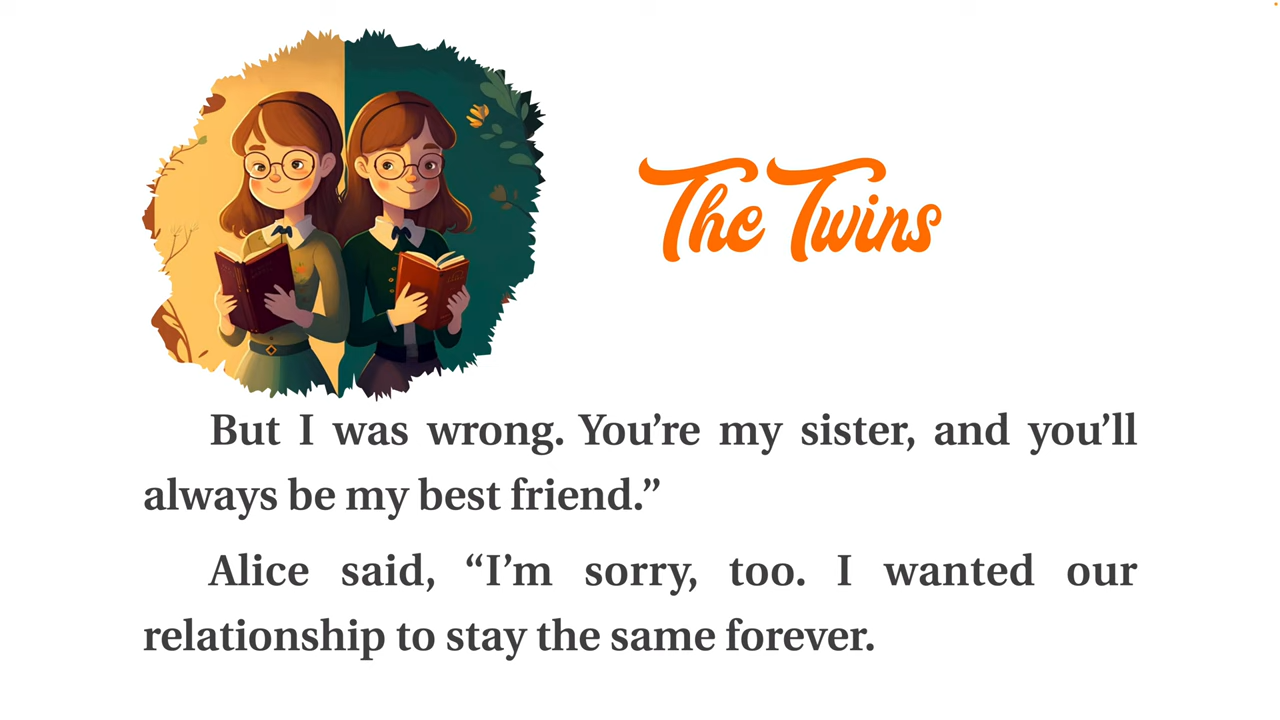 The Twins
But I was wrong. You’re my sister, and you’ll
always be my best friend.”
Alice said, “I’m sorry, too. I wanted our
relationship to stay the same forever.